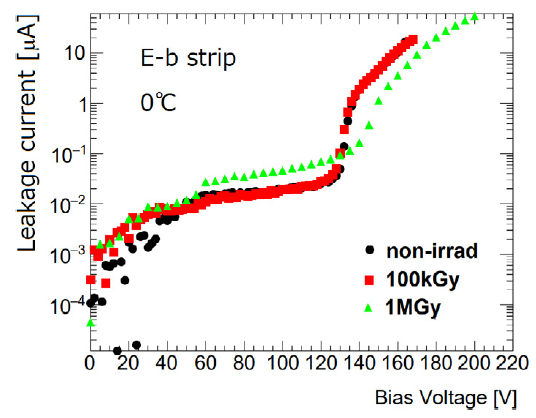 Leakage current [μA]
E-b strip
0℃
10
1
10⁻¹
10⁻²
10⁻³
10⁻⁴
non-irrad
100kGy
1MGy
0 20 40 60 80 100 120 140 160 180 200 220
Bias Voltage [V]